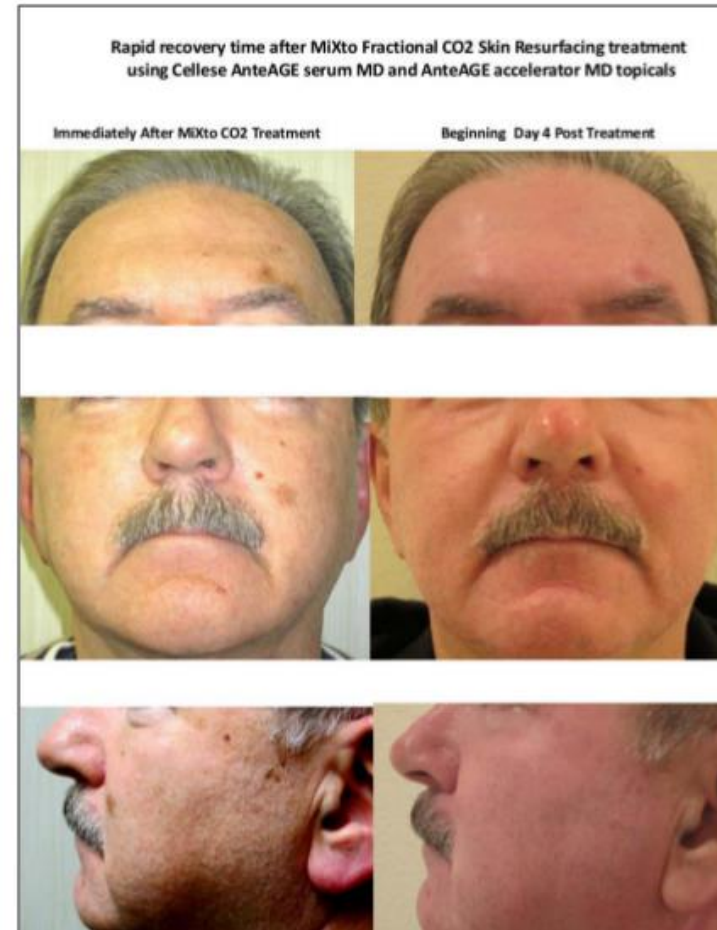 Rapid recovery time after MiXto Fractional CO2 Skin Resurfacing treatment
using Cellese AnteAGE serum MD and AnteAGE accelerator MD topicals
Immediately After MiXto CO2 Treatment
Beginning Day 4 Post Treatment